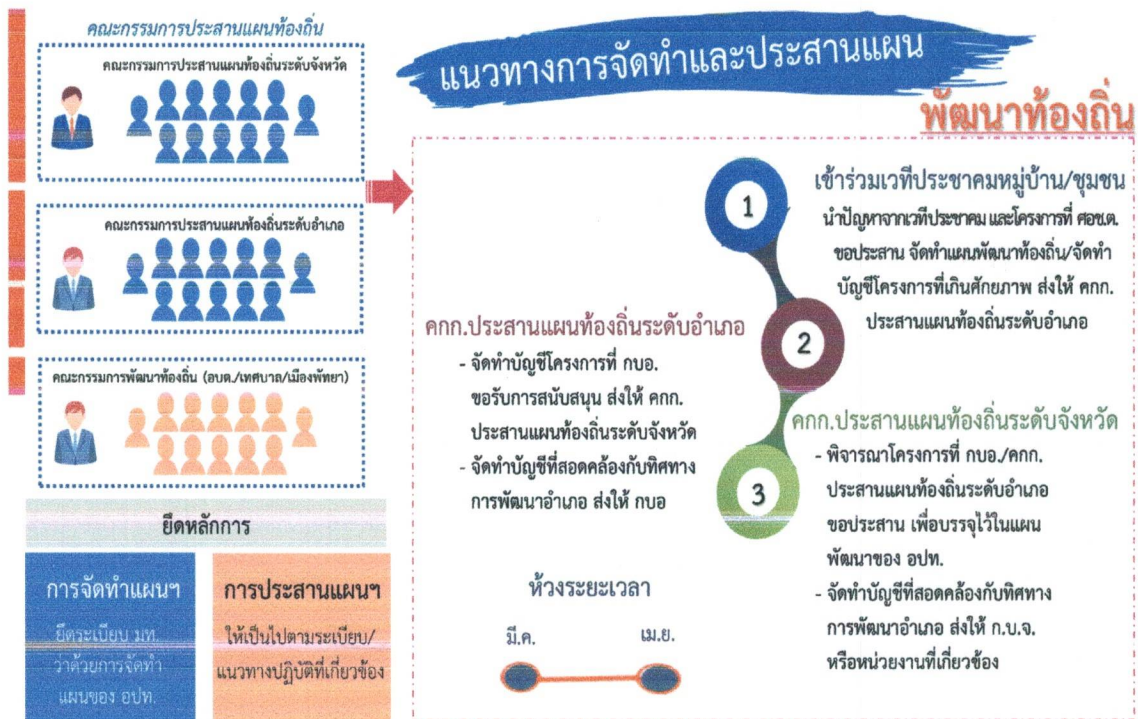 คณะกรรมการประสานแผนท้องถิ่น
คณะกรรมการประสานแผนท้องถิ่นระดับจังหวัด
คณะกรรมการประสานแผนท้องถิ่นระดับอำเภอ
คณะกรรมการพัฒนาท้องถิ่น (อบต./เทศบาล/เมืองพัทยา)
ยึดหลักการ
การจัดทำแผนฯ
ยึดระเบียบ มท.
ว่าด้วยการจัดทำ
แผนของ อปท.
การประสานแผนฯ
ให้เป็นไปตามระเบียบ/
แนวทางปฏิบัติที่เกี่ยวข้อง
แนวทางการจัดทำและประสานแผน
พัฒนาท้องถิ่น
1
เข้าร่วมเวทีประชาคมหมู่บ้าน/ชุมชน
นำปัญหาจากเวทีประชาคม และโครงการที่ ศอช.ต.
ขอประสาน จัดทำแผนพัฒนาท้องถิ่น/จัดทำ
บัญชีโครงการที่เกินศักยภาพ ส่งให้ คกก.
ประสานแผนท้องถิ่นระดับอำเภอ
2
คกก.ประสานแผนท้องถิ่นระดับอำเภอ
- จัดทำบัญชีโครงการที่ กบอ.
ขอรับการสนับสนุน ส่งให้ คกก.
ประสานแผนท้องถิ่นระดับจังหวัด
- จัดทำบัญชีที่สอดคล้องกับทิศทาง
การพัฒนาอำเภอ ส่งให้ กบอ
3
คกก.ประสานแผนท้องถิ่นระดับจังหวัด
- พิจารณาโครงการที่ กบอ./คกก.
ประสานแผนท้องถิ่นระดับอำเภอ
ขอประสาน เพื่อบรรจุไว้ในแผน
พัฒนาของ อปท.
- จัดทำบัญชีที่สอดคล้องกับทิศทาง
การพัฒนาอำเภอ ส่งให้ ก.บ.จ.
หรือหน่วยงานที่เกี่ยวข้อง
ห้วงระยะเวลา
มี.ค.
เม.ย.